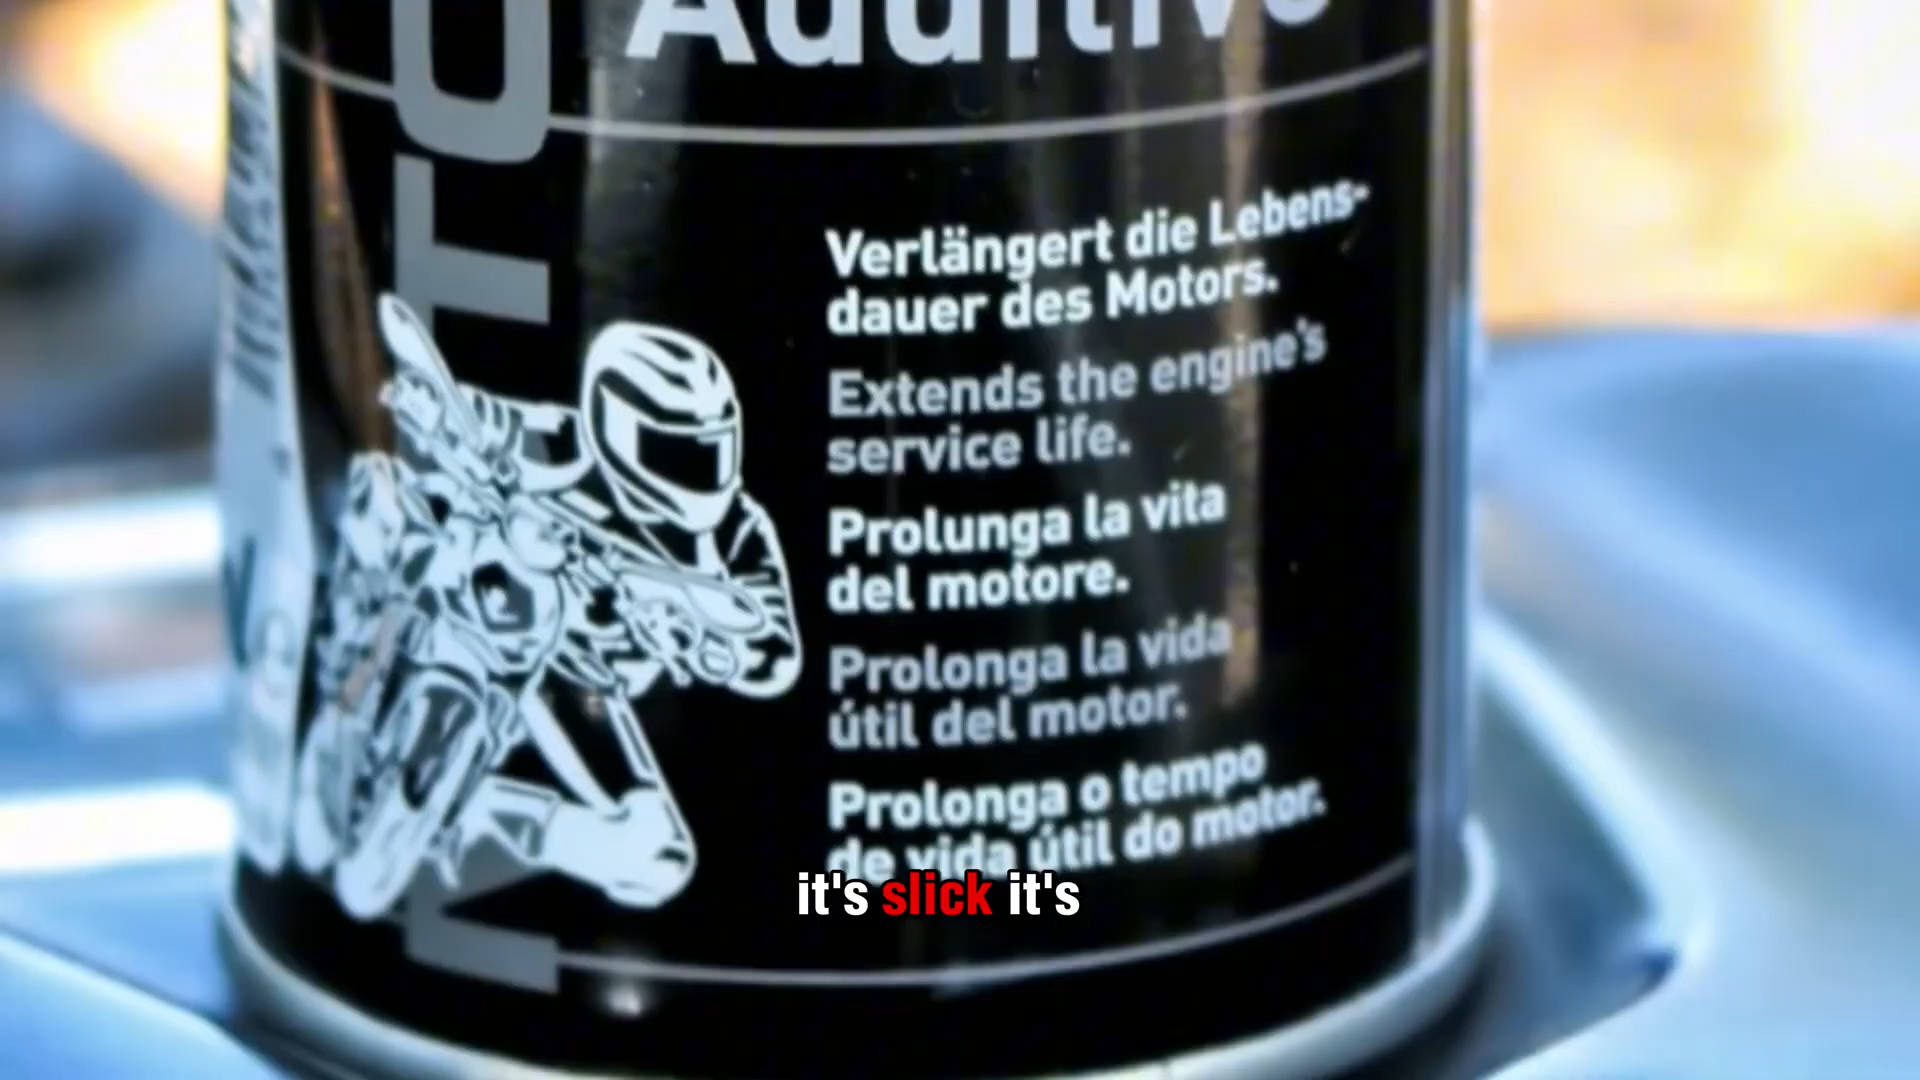 Additive
Verlängert die Lebens-
dauer des Motors.
Extends the engine's
service life.
Prolunga la vita
del motore.
Prolonga la vida
útil del motor.
Prolonga o tempo
de vida útil do motor.
it's slick it's